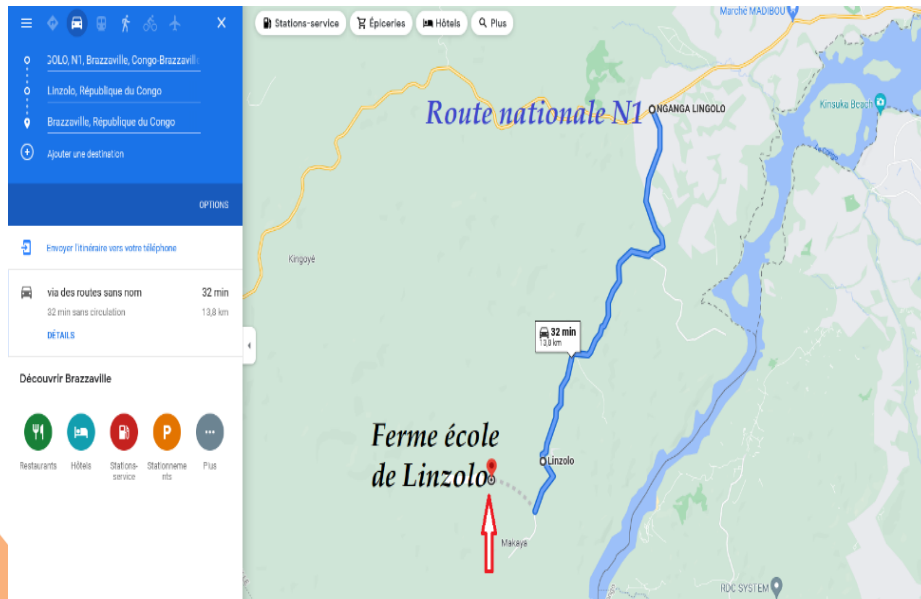 GOLO, N1, Brazzaville, Congo-Brazzavill
Linzolo, République du Congo
Brazzaville, République du Congo
Ajouter une destination
OPTIONS
Envoyer l'itinéraire vers votre téléphone
via des routes sans nom 32 min
32 min sans circulation 13,8 km
DÉTAILS
Découvrir Brazzaville
P
Restaurants Hôtels Stations-service Stationnements Plus
Stations-service Épiceries Hôtels Plus
Marché MADIBOU
Kinsuka Beach
Route nationale N1
NGANGA LINGOLO
Kingoyé
32 min
13,8 km
Ferme école
de Linzolo
Linzolo
Makaya
RDC SYSTEM